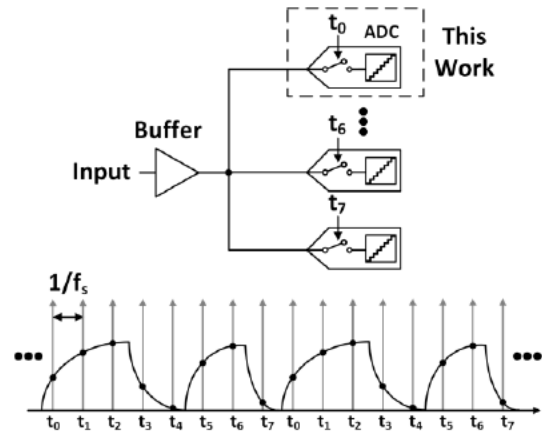 t0
ADC
This
Work
t6
Buffer
Input
t7
1/fs
t0 t1 t2 t3 t4 t5 t6 t7 t0 t1 t2 t3 t4 t5 t6 t7